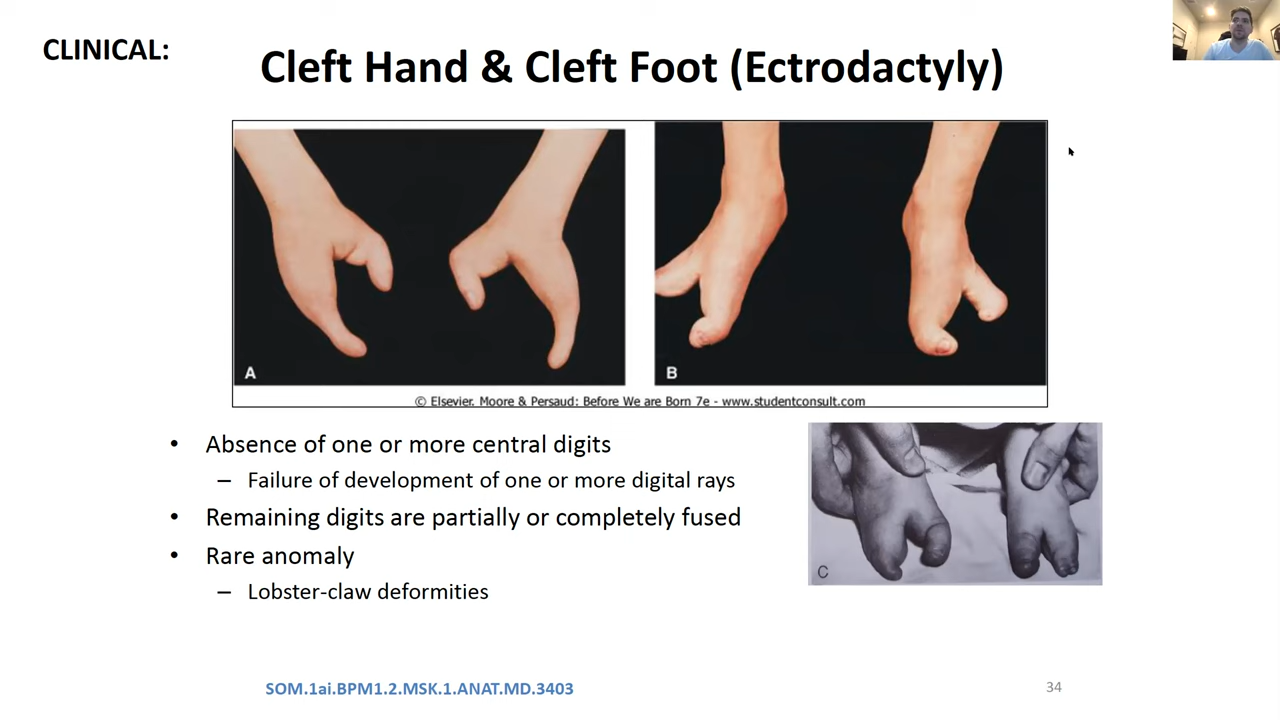 CLINICAL:
Cleft Hand & Cleft Foot (Ectrodactyly)
A
B
© Elsevier. Moore & Persaud: Before We are Born 7e - www.studentconsult.com
• Absence of one or more central digits
– Failure of development of one or more digital rays
• Remaining digits are partially or completely fused
• Rare anomaly
– Lobster-claw deformities
C
SOM.1ai.BPM1.2.MSK.1.ANAT.MD.3403
34